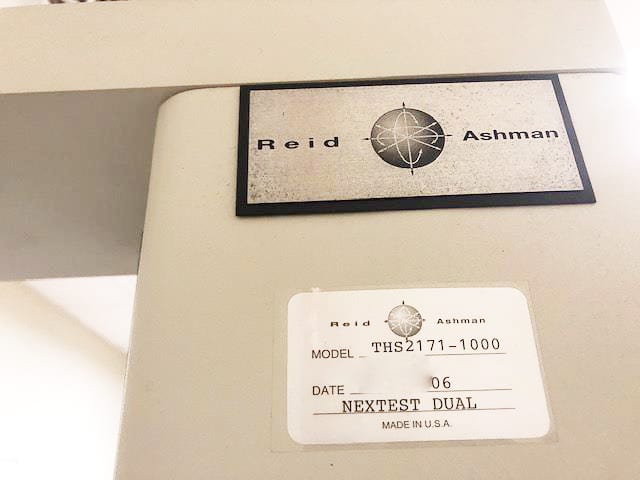 Reid Ashman
Reid Ashman
MODEL THS2171-1000
DATE 06
NEXTEST DUAL
MADE IN U.S.A.